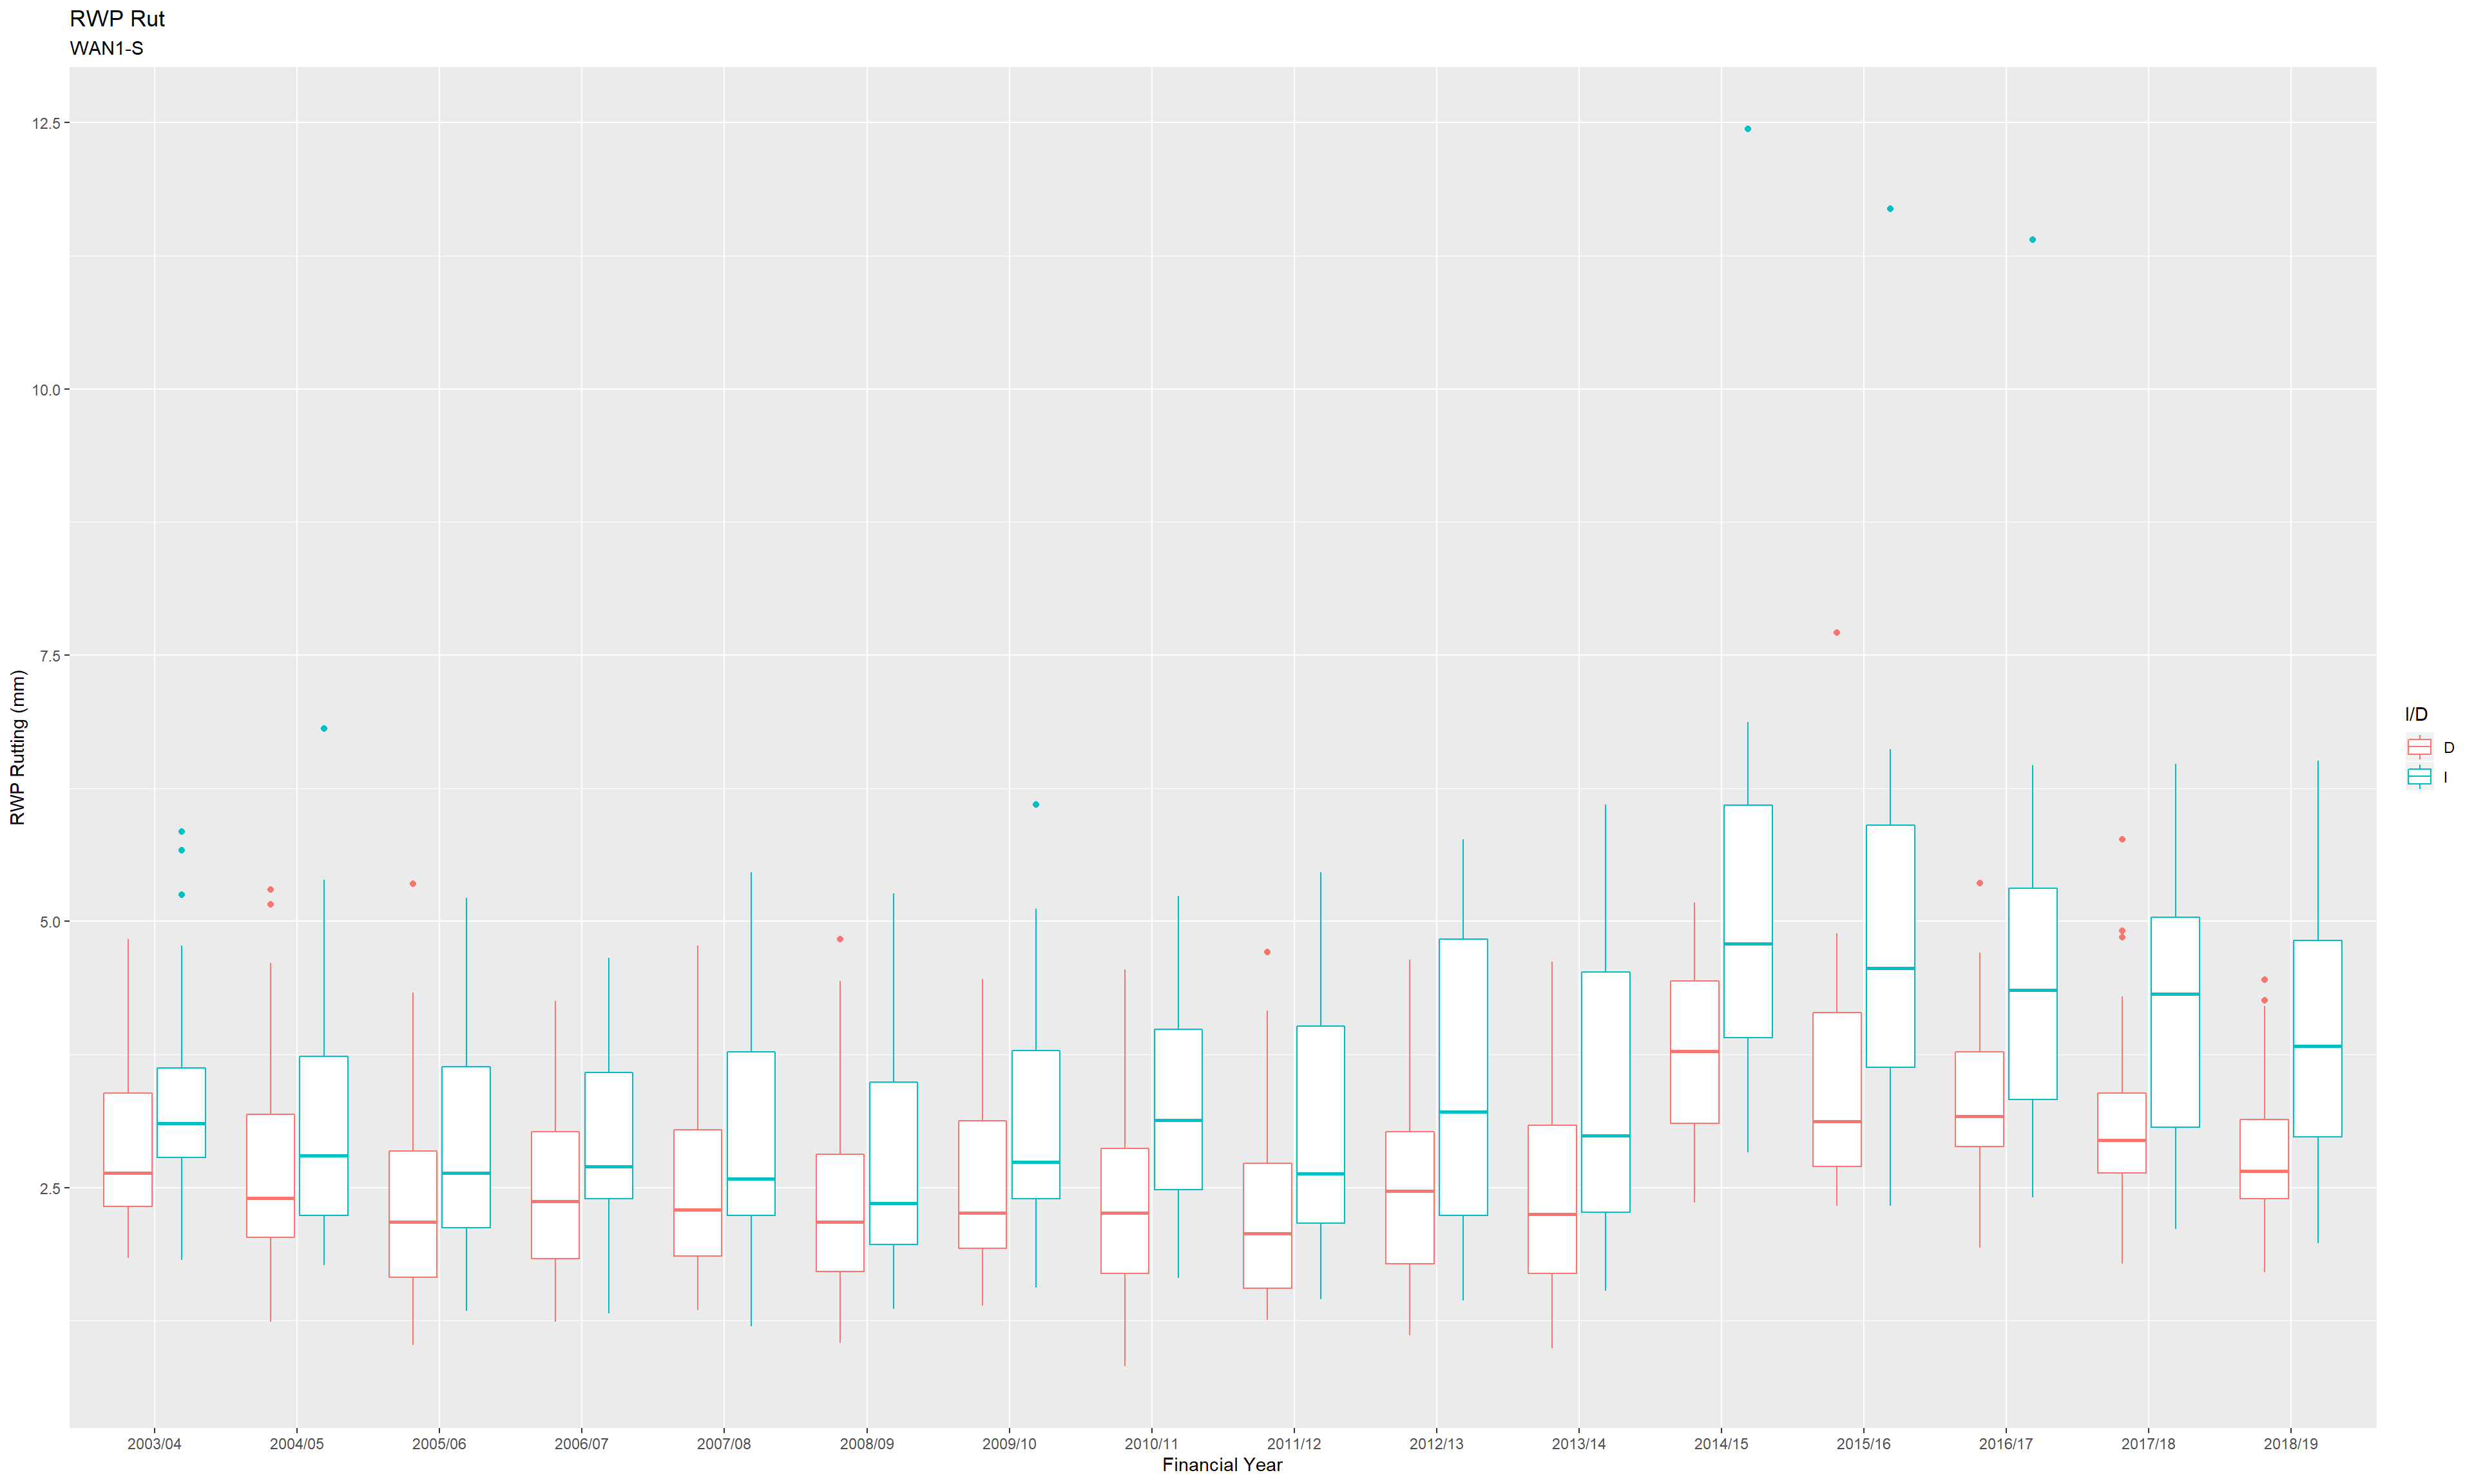 RWP Rut
WAN1-S
RWP Rutting (mm)
12.5
10.0
7.5
5.0
2.5
2003/04 2004/05 2005/06 2006/07 2007/08 2008/09 2009/10 2010/11 2011/12 2012/13 2013/14 2014/15 2015/16 2016/17 2017/18 2018/19
Financial Year
I/D
D
I